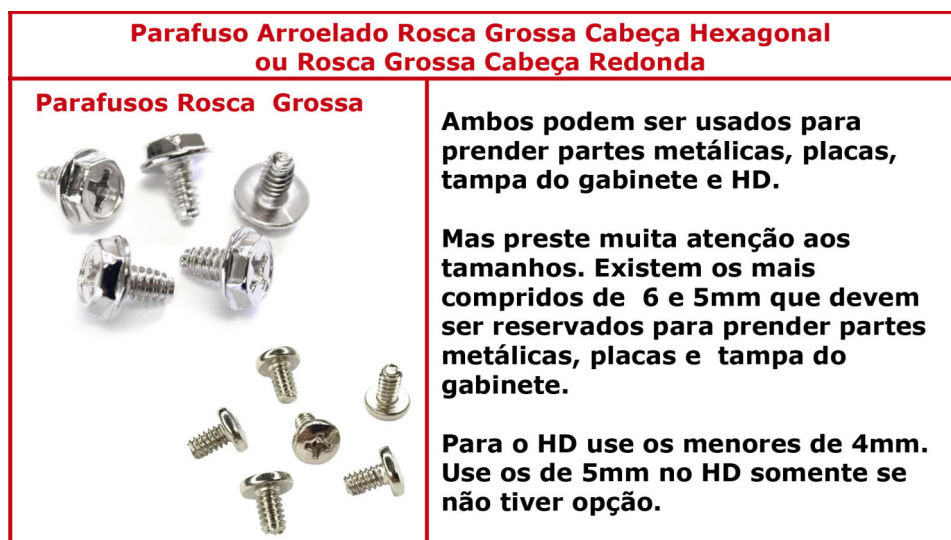 Parafuso Arroelado Rosca Grossa Cabeça Hexagonal
ou Rosca Grossa Cabeça Redonda
Parafusos Rosca Grossa
Ambos podem ser usados para
prender partes metálicas, placas,
tampa do gabinete e HD.
Mas preste muita atenção aos
tamanhos. Existem os mais
compridos de 6 e 5mm que devem
ser reservados para prender partes
metálicas, placas e tampa do
gabinete.
Para o HD use os menores de 4mm.
Use os de 5mm no HD somente se
não tiver opção.